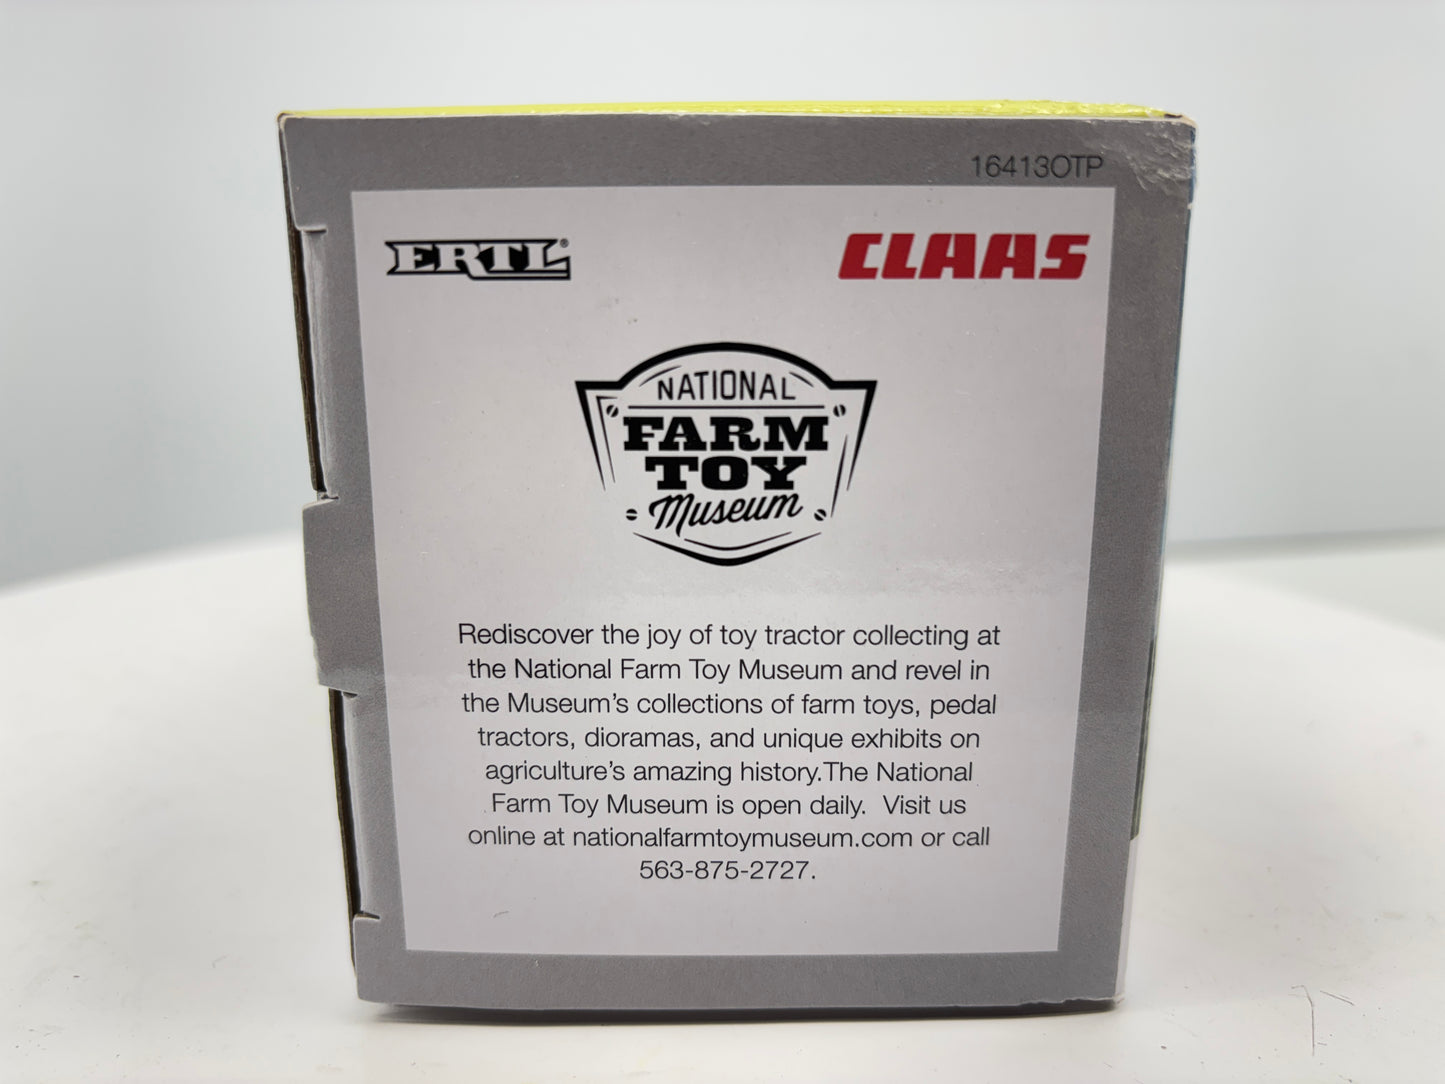 16413OTP
ERTL®
CLAAS
NATIONAL
FARM
TOY
Museum
Rediscover the joy of toy tractor collecting at
the National Farm Toy Museum and revel in
the Museum's collections of farm toys, pedal
tractors, dioramas, and unique exhibits on
agriculture's amazing history.The National
Farm Toy Museum is open daily.  Visit us
online at nationalfarmtoymuseum.com or call
563-875-2727.